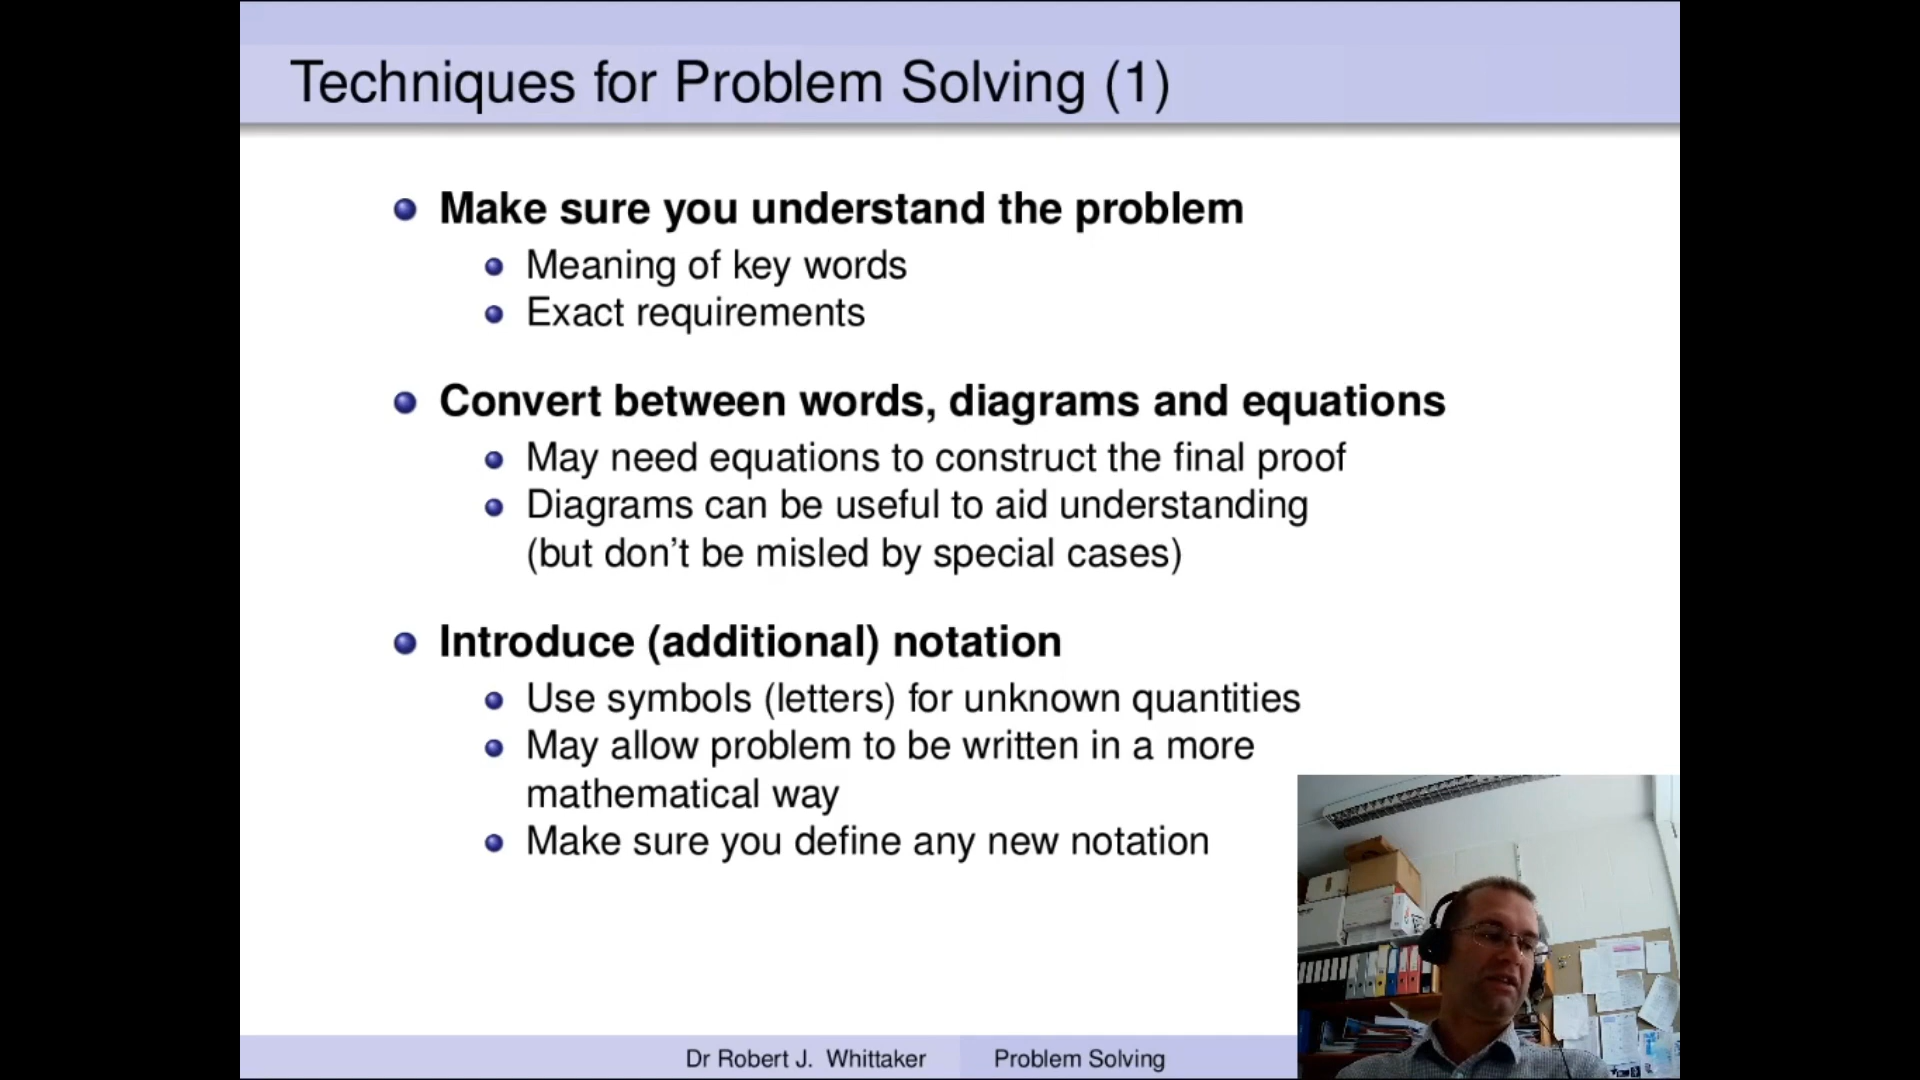 Techniques for Problem Solving (1)
Make sure you understand the problem
Meaning of key words
Exact requirements
Convert between words, diagrams and equations
May need equations to construct the final proof
Diagrams can be useful to aid understanding
(but don't be misled by special cases)
Introduce (additional) notation
Use symbols (letters) for unknown quantities
May allow problem to be written in a more
mathematical way
Make sure you define any new notation
Dr Robert J. Whittaker
Problem Solving